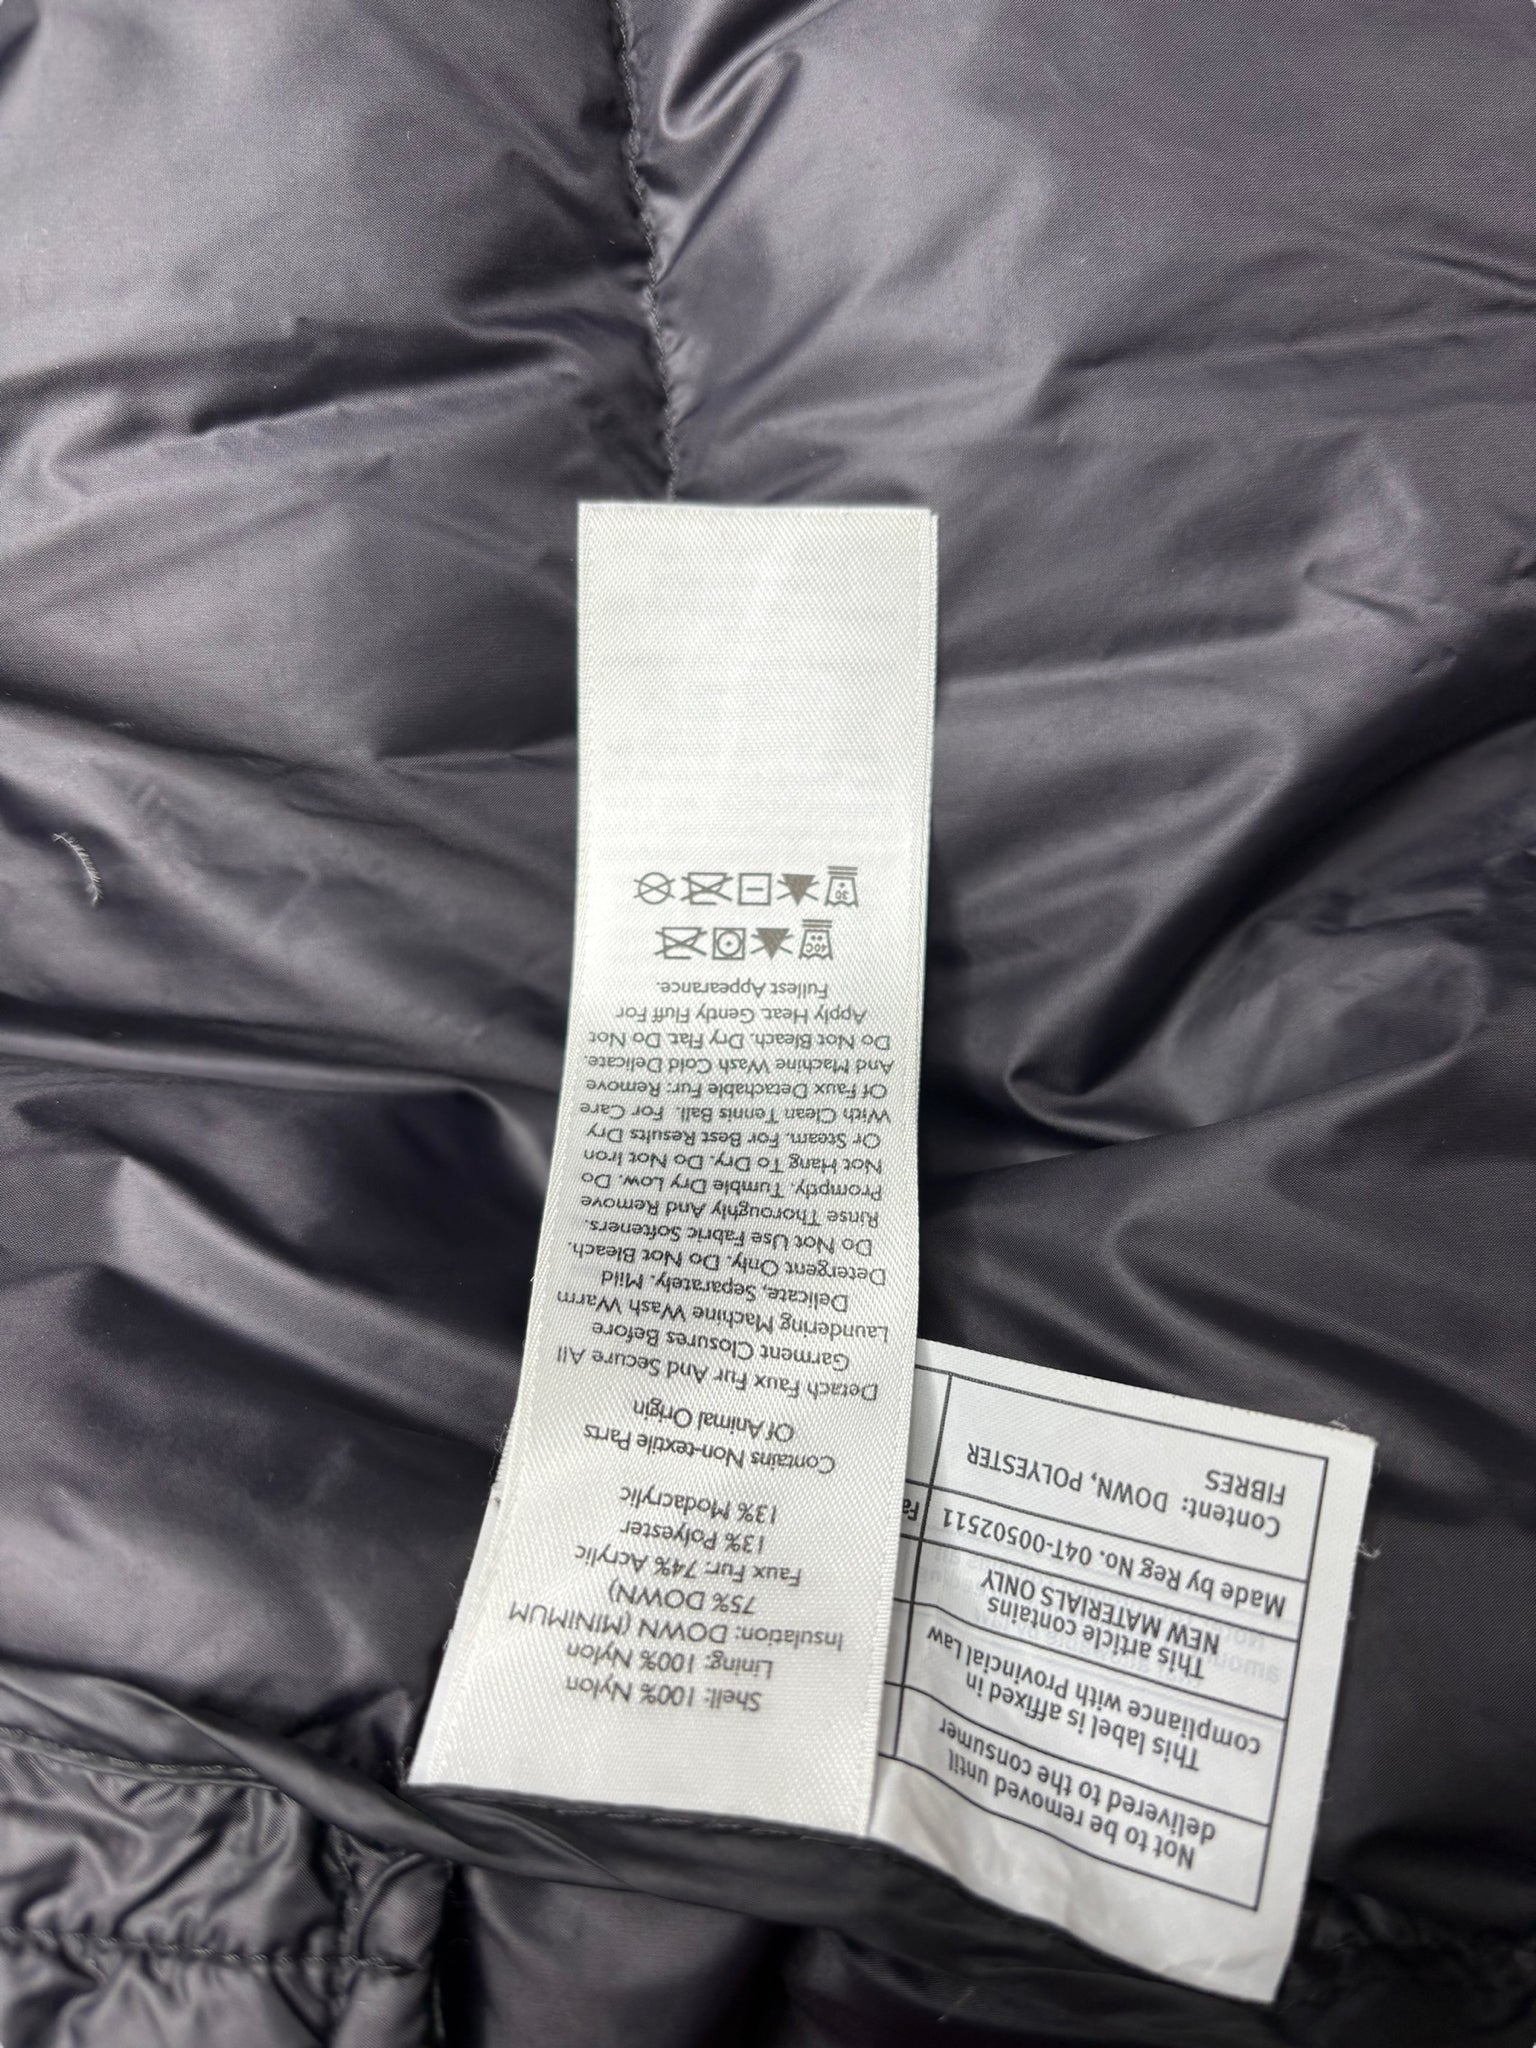 Shell: 100% Nylon
Lining: 100% Nylon
Insulation: DOWN (MINIMUM
75% DOWN)
Faux Fur: 74% Acrylic
13% Polyester
13% Modacrylic
Contains Non-textile Parts
Of Animal Origin
Detach Faux Fur And Secure All
Garment Closures Before
Laundering Machine Wash Warm
Delicate, Separately. Mild
Detergent Only. Do Not Bleach.
Do Not Use Fabric Softeners.
Rinse Thoroughly And Remove
Promptly. Tumble Dry Low. Do
Not Hang To Dry. Do Not Iron
Or Steam. For Best Results Dry
With Clean Tennis Ball. For Care
Of Faux Detachable Fur: Remove
And Machine Wash Cold Delicate.
Do Not Bleach. Dry Flat. Do Not
Apply Heat. Gently Fluff For
Fullest Appearance.
40C
30
Not to be removed until
delivered to the consumer
This label is affixed in
compliance with Provincial Law
This article contains
NEW MATERIALS ONLY
Made by Reg No. 04T-00502511
Content: DOWN, POLYESTER
FIBRES